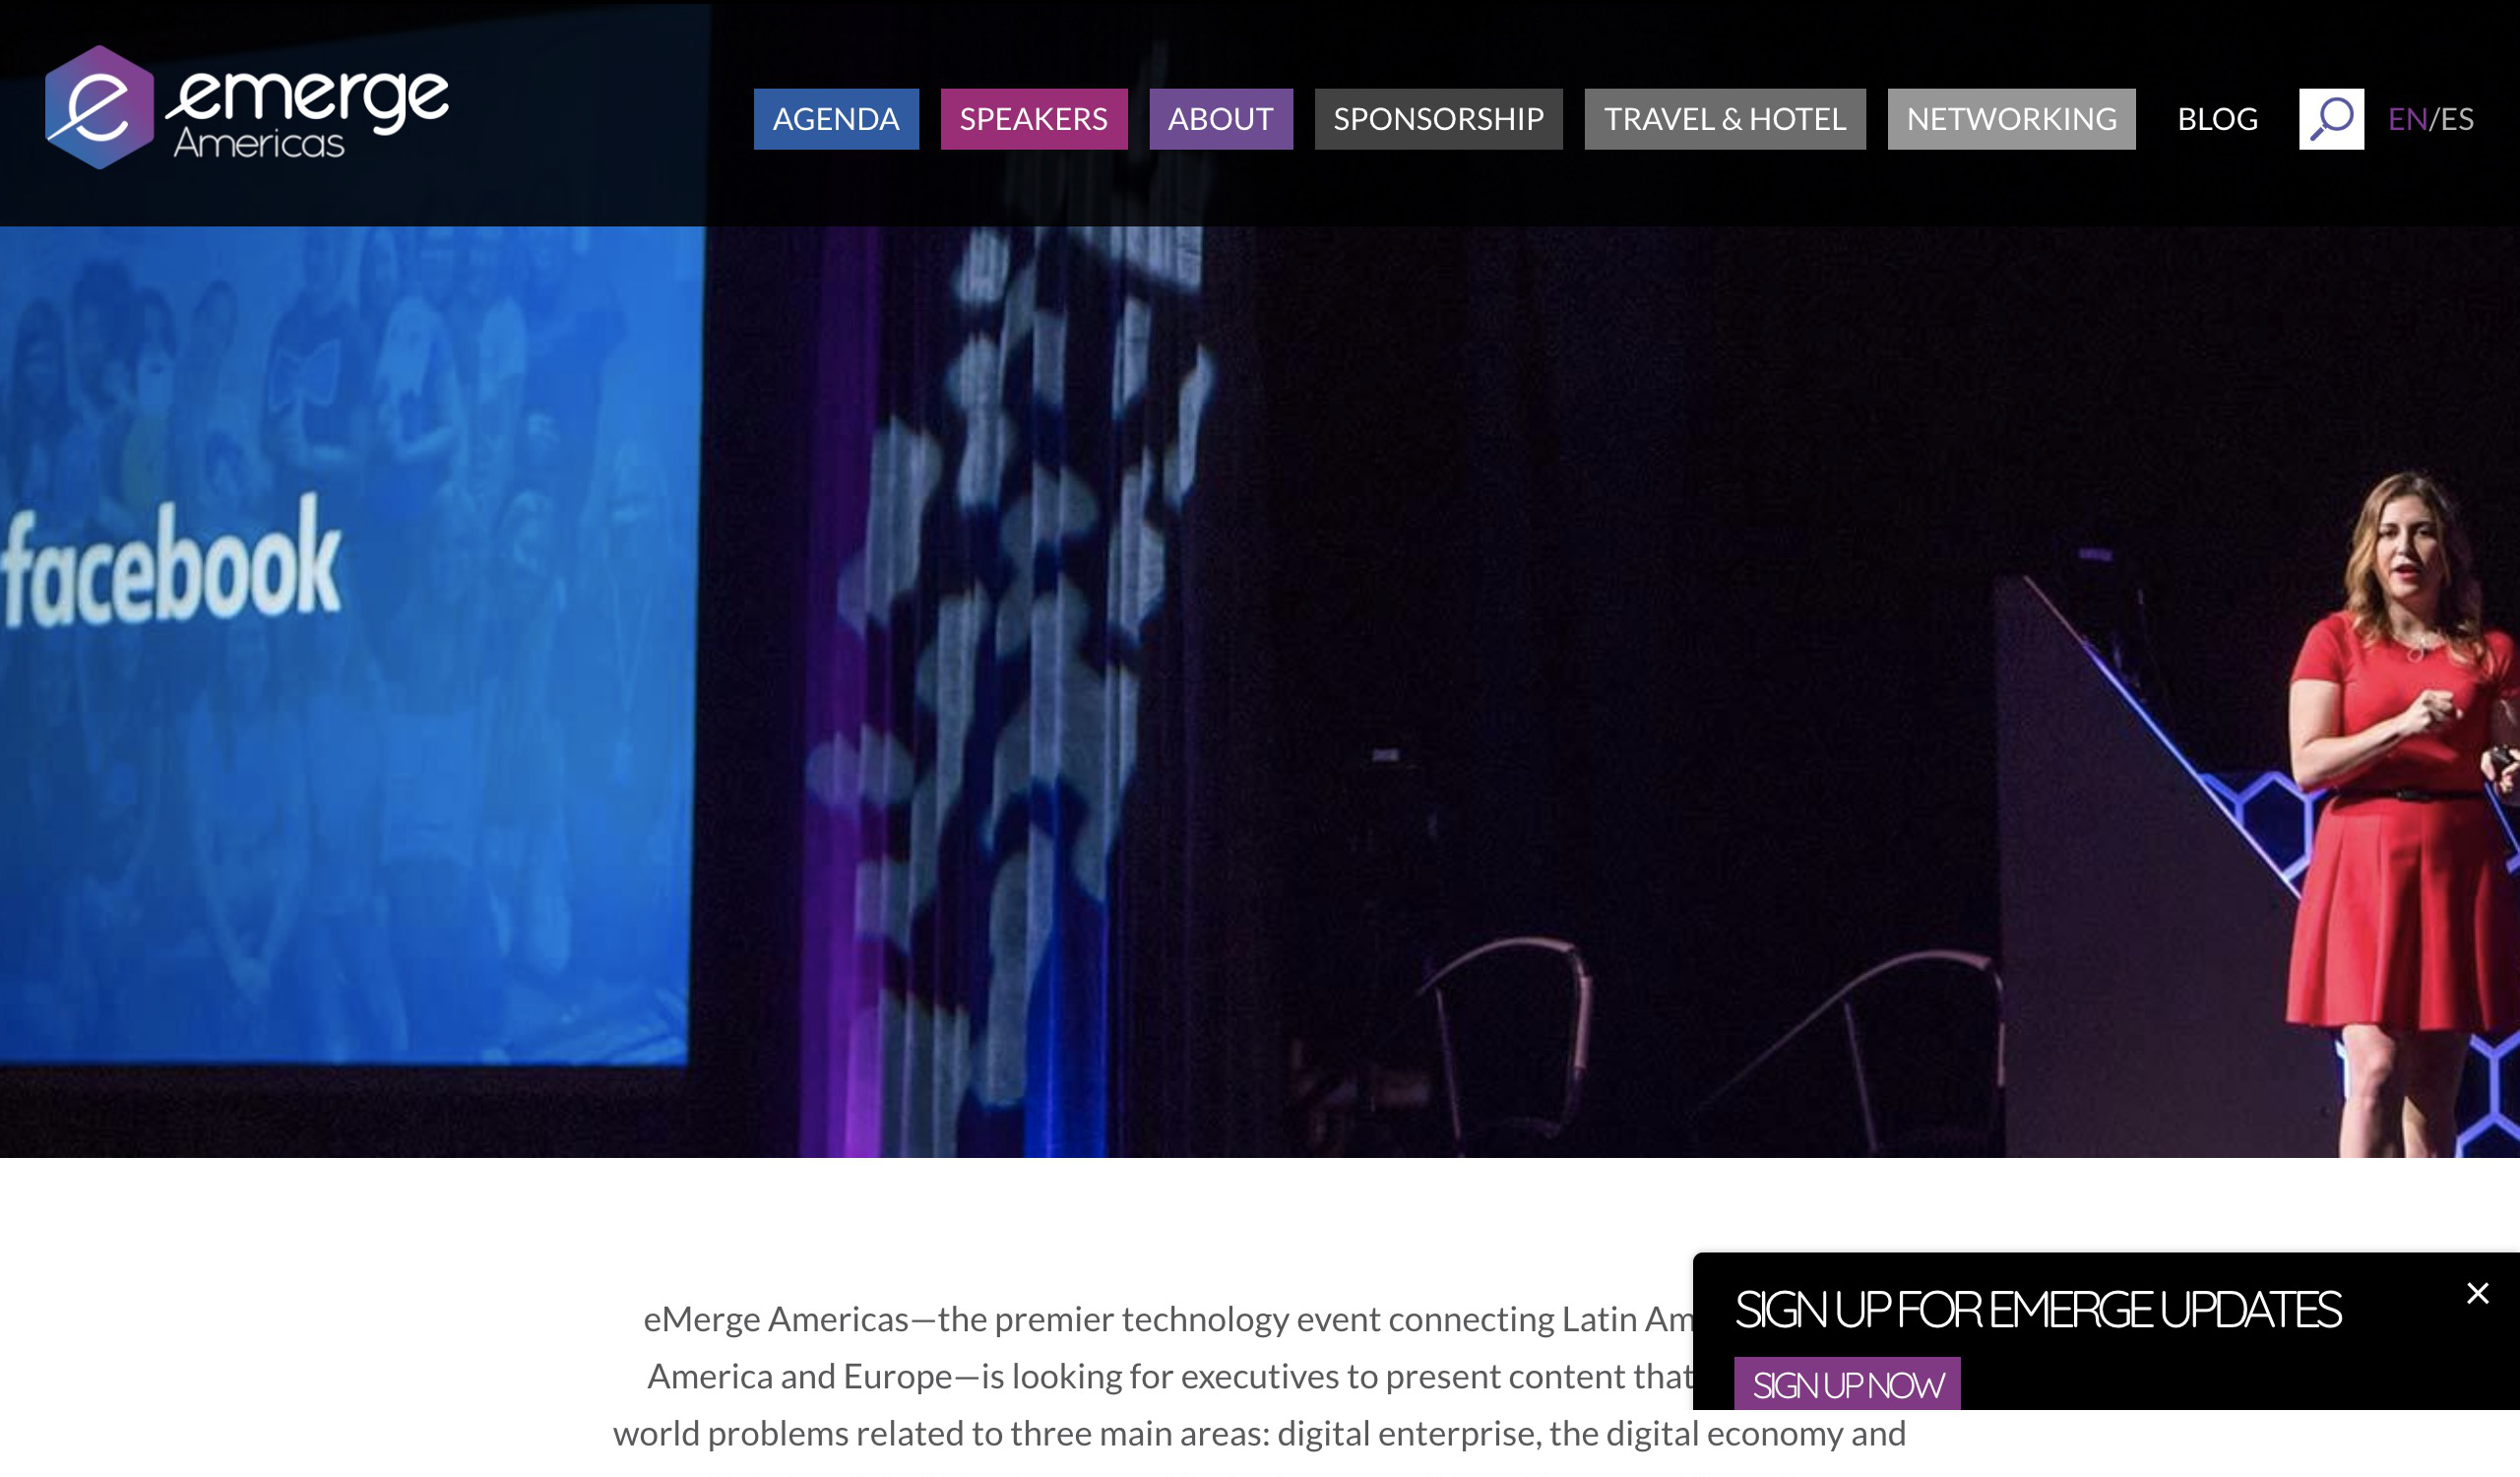 emerge
Americas
AGENDA SPEAKERS ABOUT SPONSORSHIP TRAVEL & HOTEL NETWORKING BLOG EN/ES
facebook
eMerge Americas—the premier technology event connecting Latin Am
America and Europe—is looking for executives to present content that
world problems related to three main areas: digital enterprise, the digital economy and
SIGN UP FOR EMERGE UPDATES
×
SIGN UP NOW